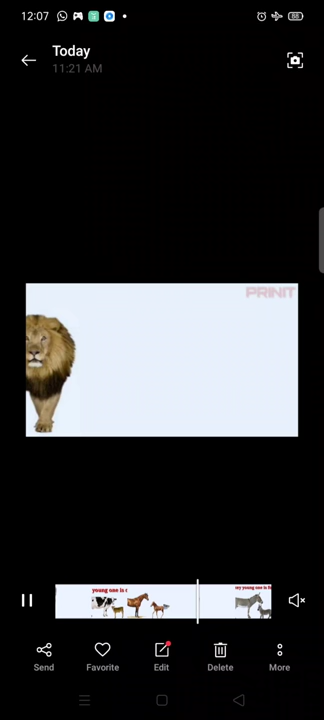 12:07
88
Today
11:21 AM
PRINIT
young one is
my young one is
Send
Favorite
Edit
Delete
More